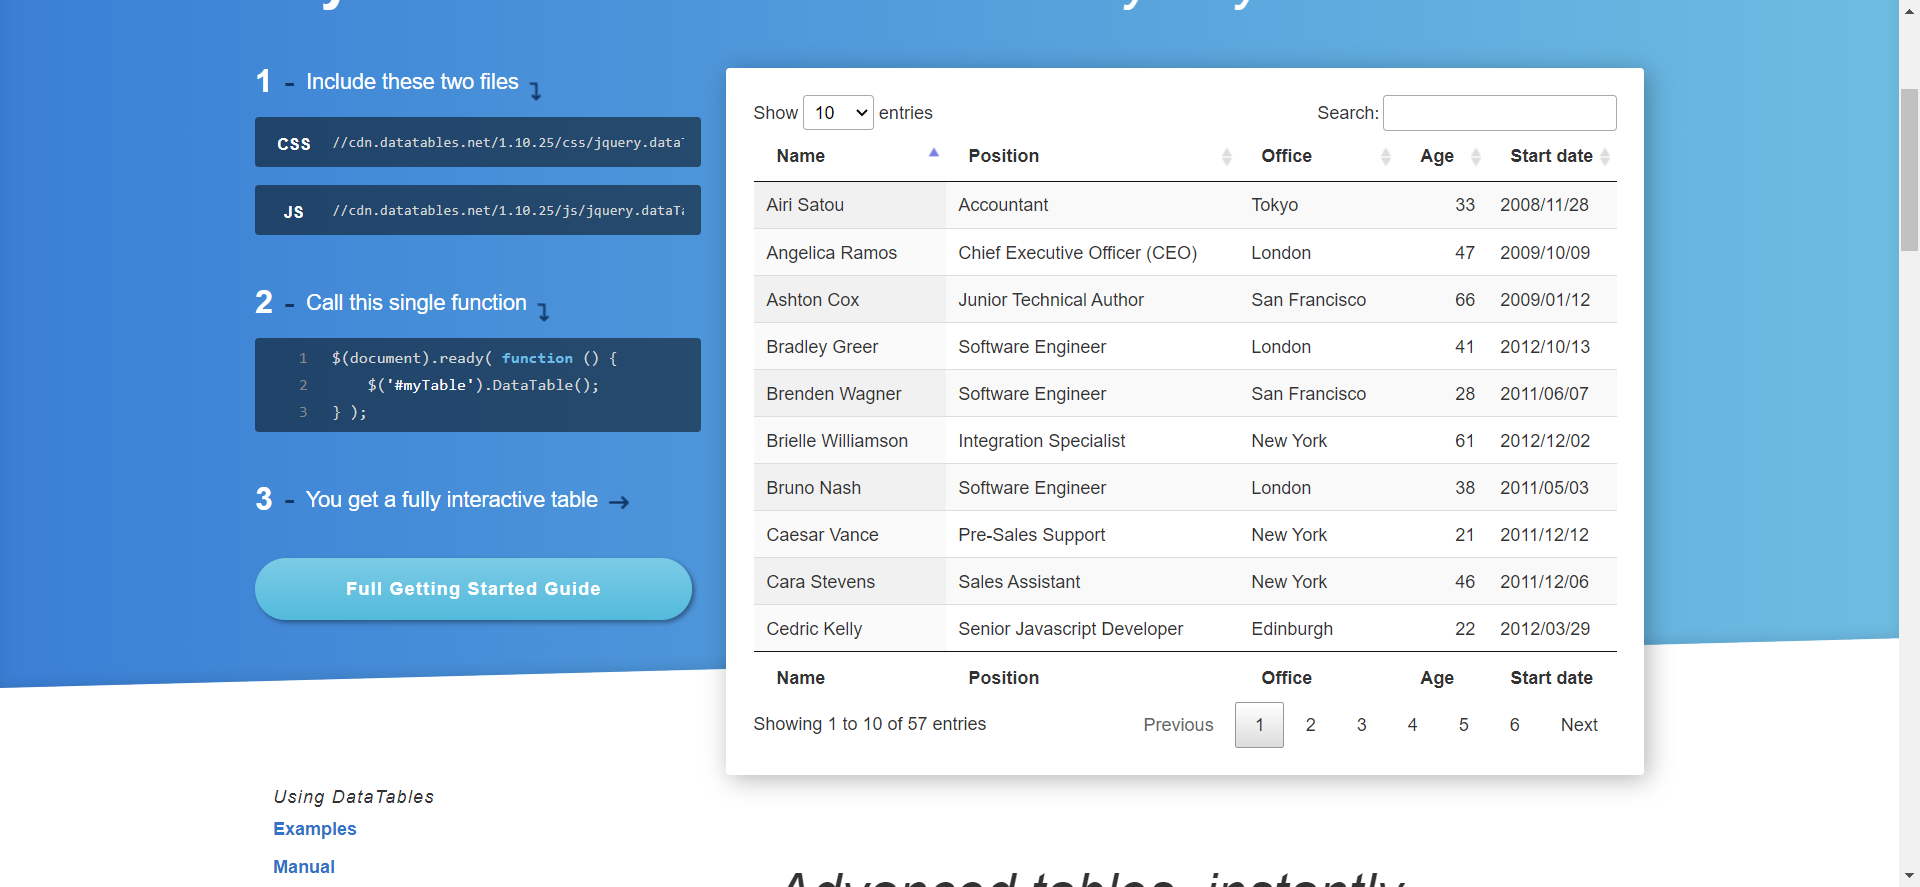 1 - Include these two files
CSS //cdn.datatables.net/1.10.25/css/jquery.dataT
JS //cdn.datatables.net/1.10.25/js/jquery.dataTa
2 - Call this single function
1 $(document).ready( function () {
2 $('#myTable').DataTable();
3 } );
3 - You get a fully interactive table →
Full Getting Started Guide
Show 10 entries Search:
Name Position Office Age Start date
Airi Satou Accountant Tokyo 33 2008/11/28
Angelica Ramos Chief Executive Officer (CEO) London 47 2009/10/09
Ashton Cox Junior Technical Author San Francisco 66 2009/01/12
Bradley Greer Software Engineer London 41 2012/10/13
Brenden Wagner Software Engineer San Francisco 28 2011/06/07
Brielle Williamson Integration Specialist New York 61 2012/12/02
Bruno Nash Software Engineer London 38 2011/05/03
Caesar Vance Pre-Sales Support New York 21 2011/12/12
Cara Stevens Sales Assistant New York 46 2011/12/06
Cedric Kelly Senior Javascript Developer Edinburgh 22 2012/03/29
Name Position Office Age Start date
Showing 1 to 10 of 57 entries Previous 1 2 3 4 5 6 Next
Using DataTables
Examples
Manual
Advanced tables, instantly